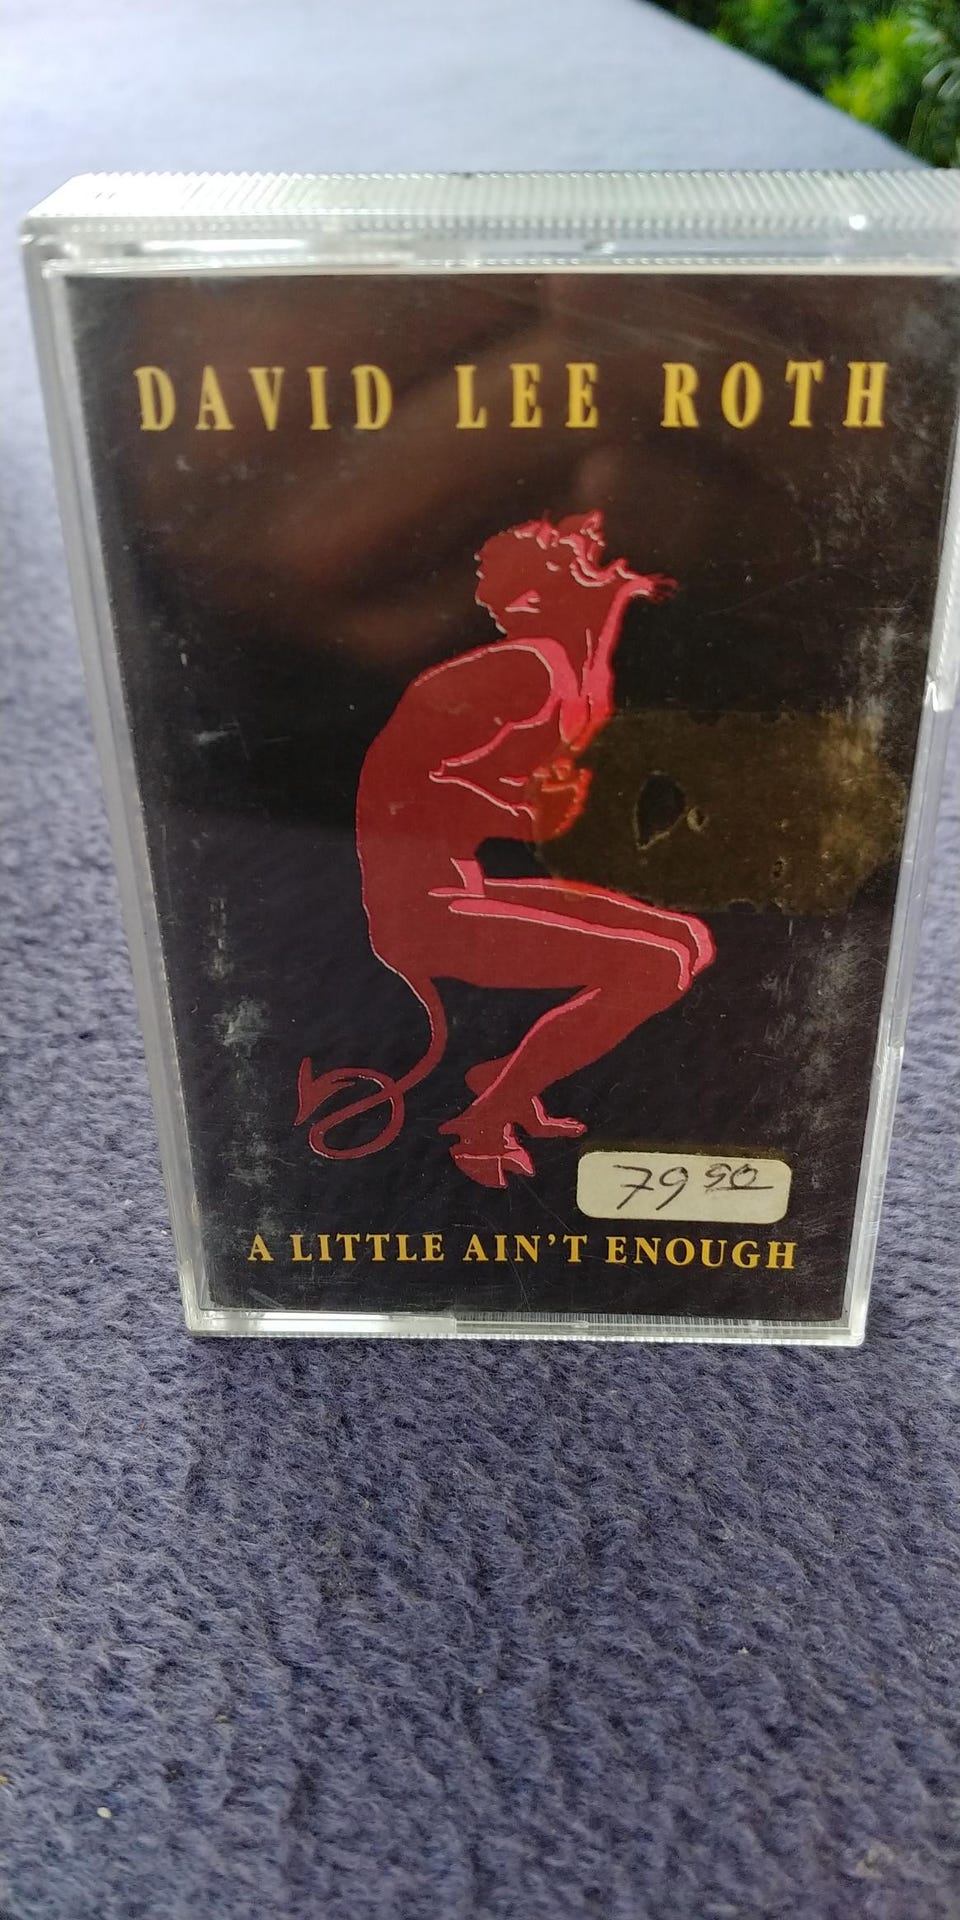 DAVID LEE ROTH
79 90
A LITTLE AIN'T ENOUGH